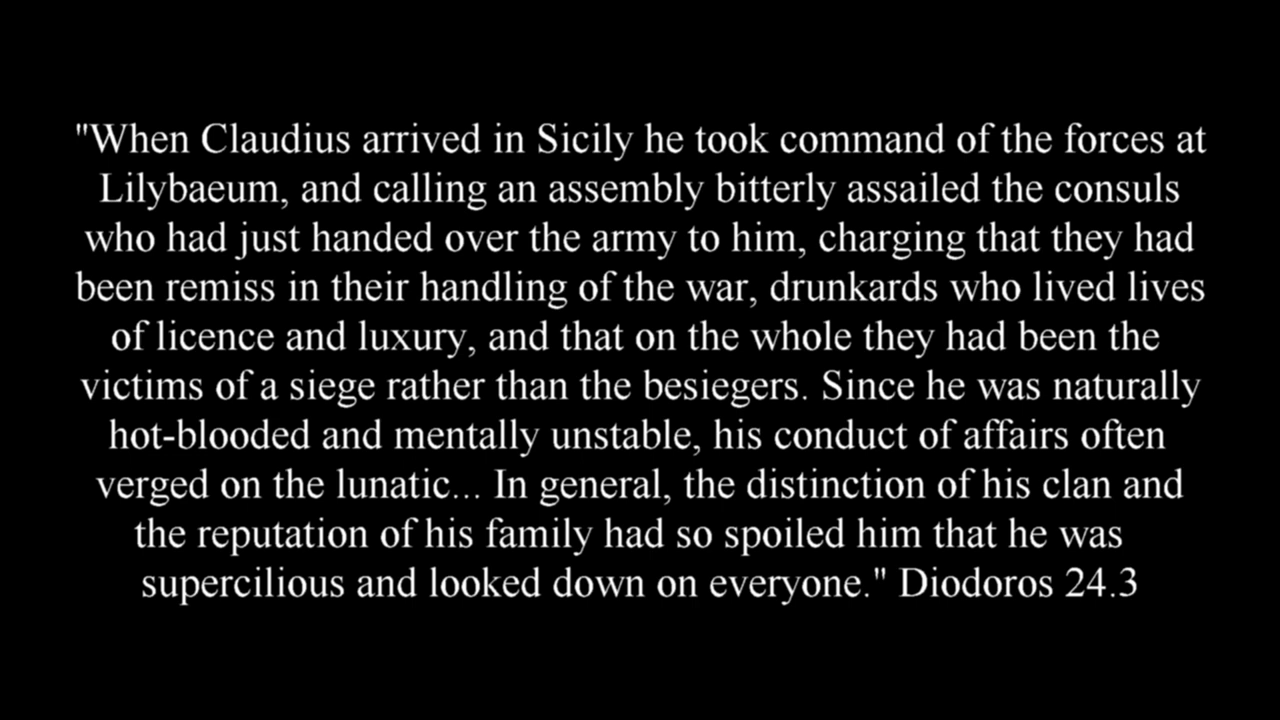 "When Claudius arrived in Sicily he took command of the forces at
Lilybaeum, and calling an assembly bitterly assailed the consuls
who had just handed over the army to him, charging that they had
been remiss in their handling of the war, drunkards who lived lives
of licence and luxury, and that on the whole they had been the
victims of a siege rather than the besiegers. Since he was naturally
hot-blooded and mentally unstable, his conduct of affairs often
verged on the lunatic... In general, the distinction of his clan and
the reputation of his family had so spoiled him that he was
supercilious and looked down on everyone." Diodoros 24.3